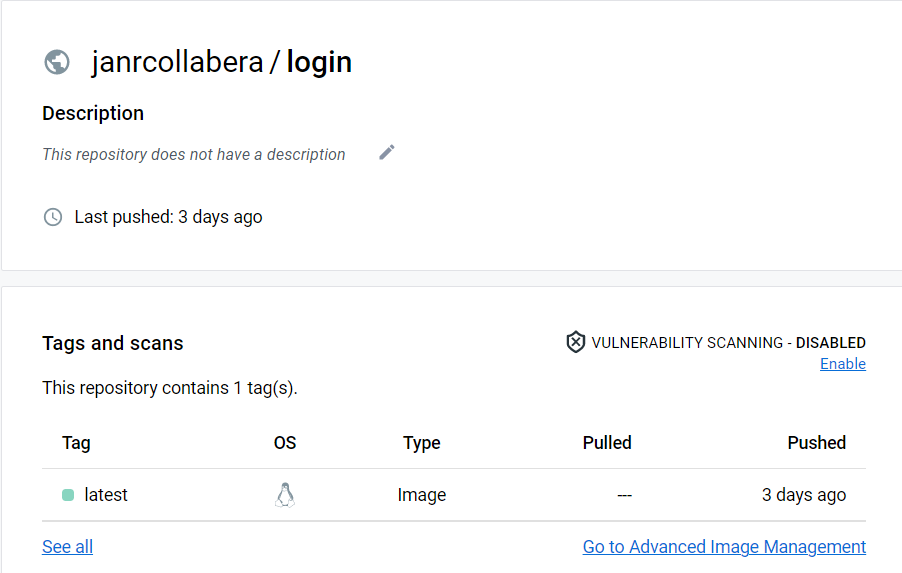 janrcollabera / login
Description
This repository does not have a description
Last pushed: 3 days ago
Tags and scans
VULNERABILITY SCANNING - DISABLED
Enable
This repository contains 1 tag(s).
Tag OS Type Pulled Pushed
latest Image --- 3 days ago
See all Go to Advanced Image Management